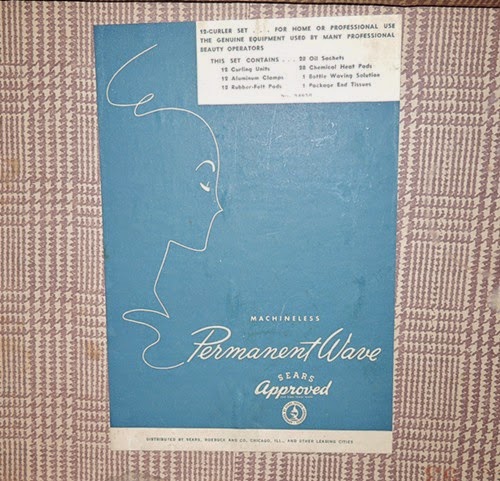 12-CURLER SET . . . FOR HOME OR PROFESSIONAL USE
THE GENUINE EQUIPMENT USED BY MANY PROFESSIONAL
BEAUTY OPERATORS
THIS SET CONTAINS . . . 28 Oil Sachets
12 Curling Units 28 Chemical Heat Pads
12 Aluminum Clamps 1 Bottle Waving Solution
12 Rubber-Felt Pads 1 Package End Tissues
MACHINELESS
Permanent Wave
SEARS
Approved
DISTRIBUTED BY SEARS, ROEBUCK AND CO. CHICAGO, ILL., AND OTHER LEADING CITIES